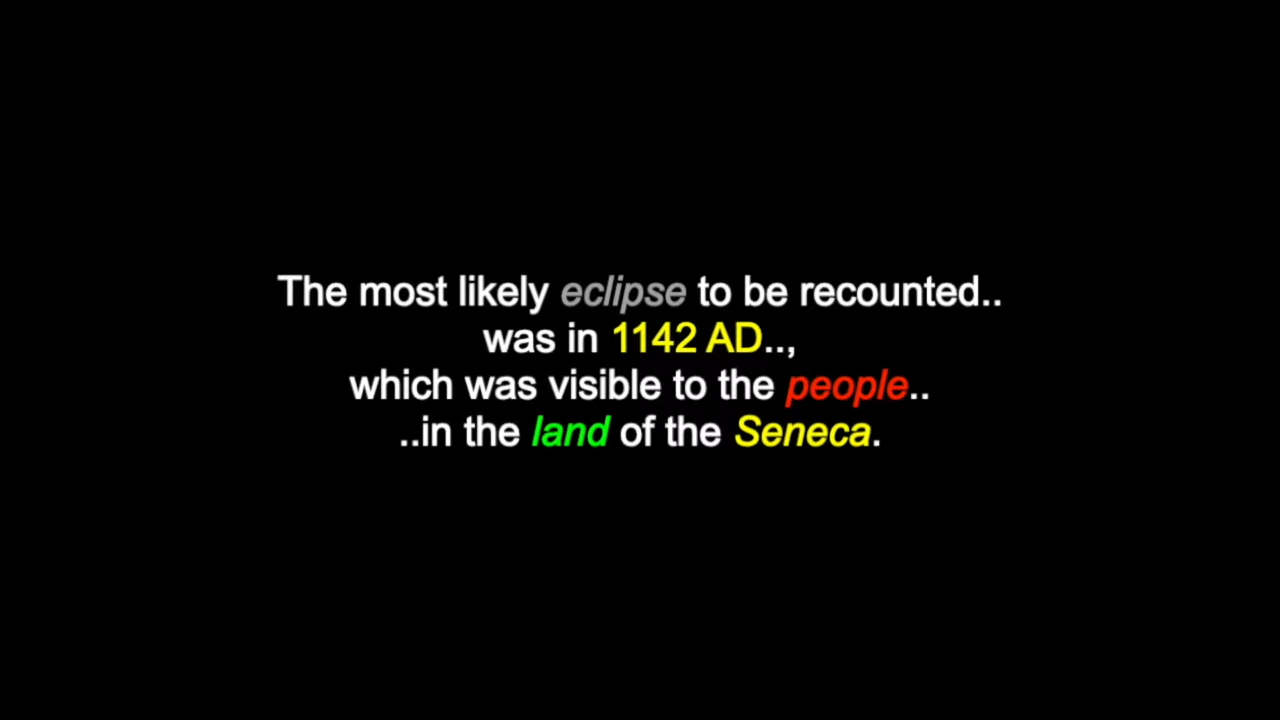 The most likely eclipse to be recounted..
was in 1142 AD..,
which was visible to the people..
..in the land of the Seneca.